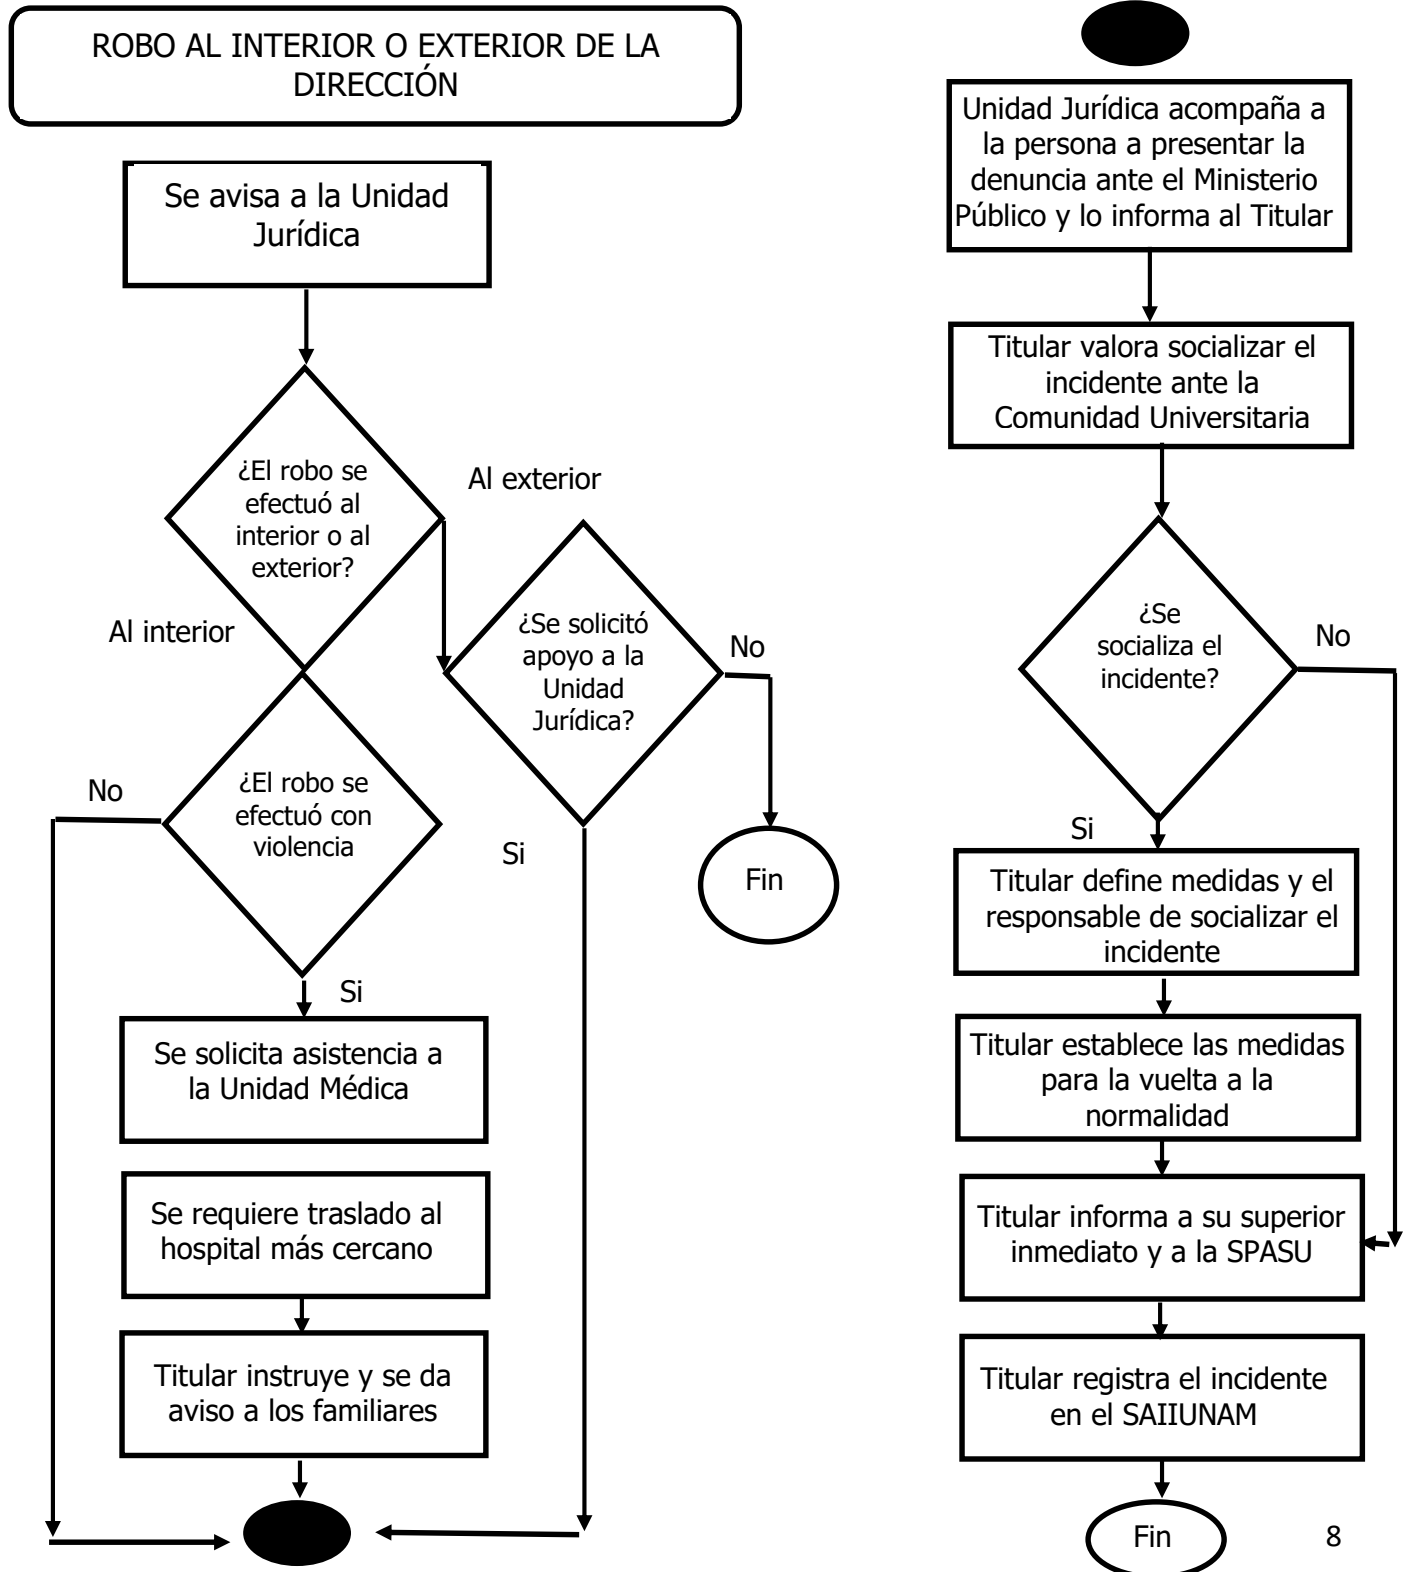 ROBO AL INTERIOR O EXTERIOR DE LA
DIRECCIÓN
Se avisa a la Unidad
Jurídica
¿El robo se
efectuó al
interior o al
exterior?
Al exterior
Al interior
¿Se solicitó
apoyo a la
Unidad
Jurídica?
No
Fin
Si
¿El robo se
efectuó con
violencia
No
Si
Se solicita asistencia a
la Unidad Médica
Se requiere traslado al
hospital más cercano
Titular instruye y se da
aviso a los familiares
Unidad Jurídica acompaña a
la persona a presentar la
denuncia ante el Ministerio
Público y lo informa al Titular
Titular valora socializar el
incidente ante la
Comunidad Universitaria
¿Se
socializa el
incidente?
No
Si
Titular define medidas y el
responsable de socializar el
incidente
Titular establece las medidas
para la vuelta a la
normalidad
Titular informa a su superior
inmediato y a la SPASU
Titular registra el incidente
en el SAIIUNAM
Fin
8